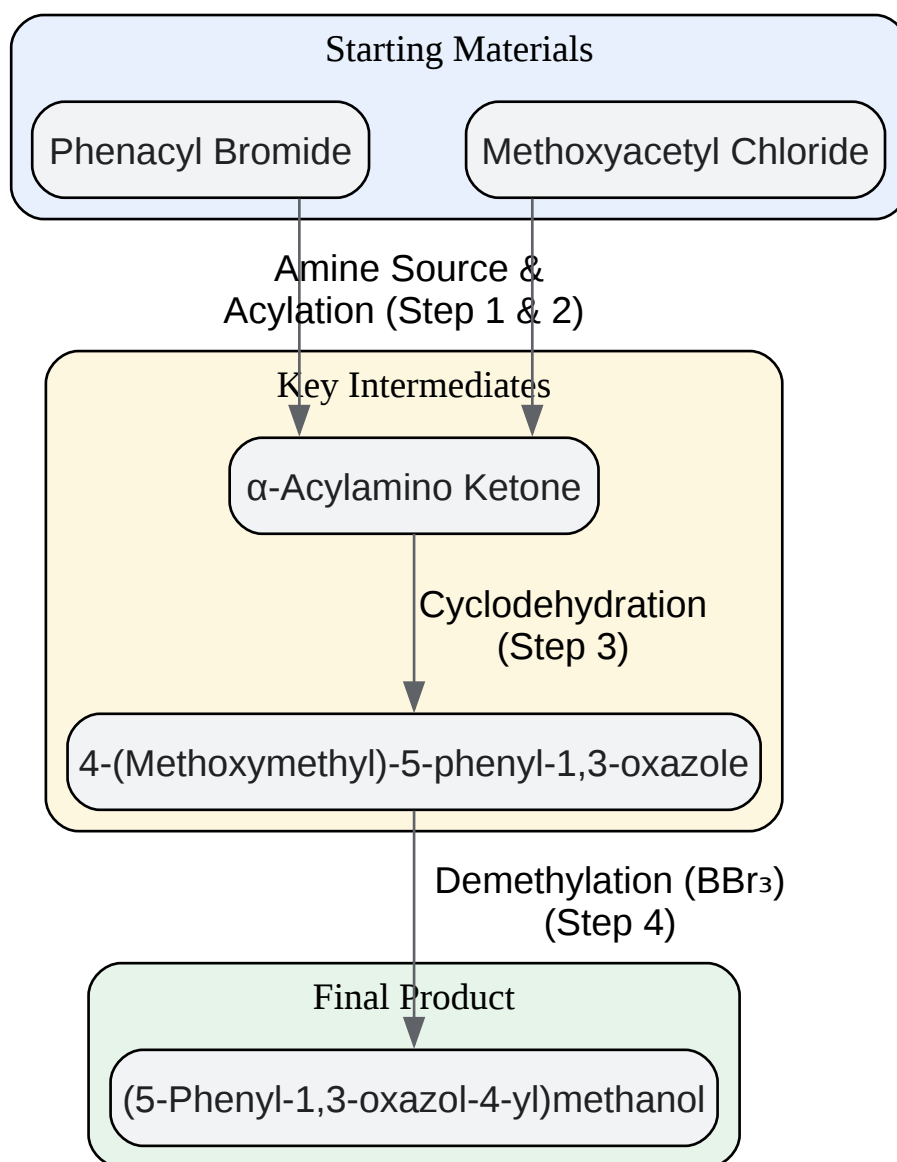 Starting Materials
Phenacyl Bromide
Methoxyacetyl Chloride
Amine Source &
Acylation (Step 1 & 2)
Key Intermediates
α-Acylamino Ketone
Cyclodehydration
(Step 3)
4-(Methoxymethyl)-5-phenyl-1,3-oxazole
Demethylation (BBr₃)
(Step 4)
Final Product
(5-Phenyl-1,3-oxazol-4-yl)methanol